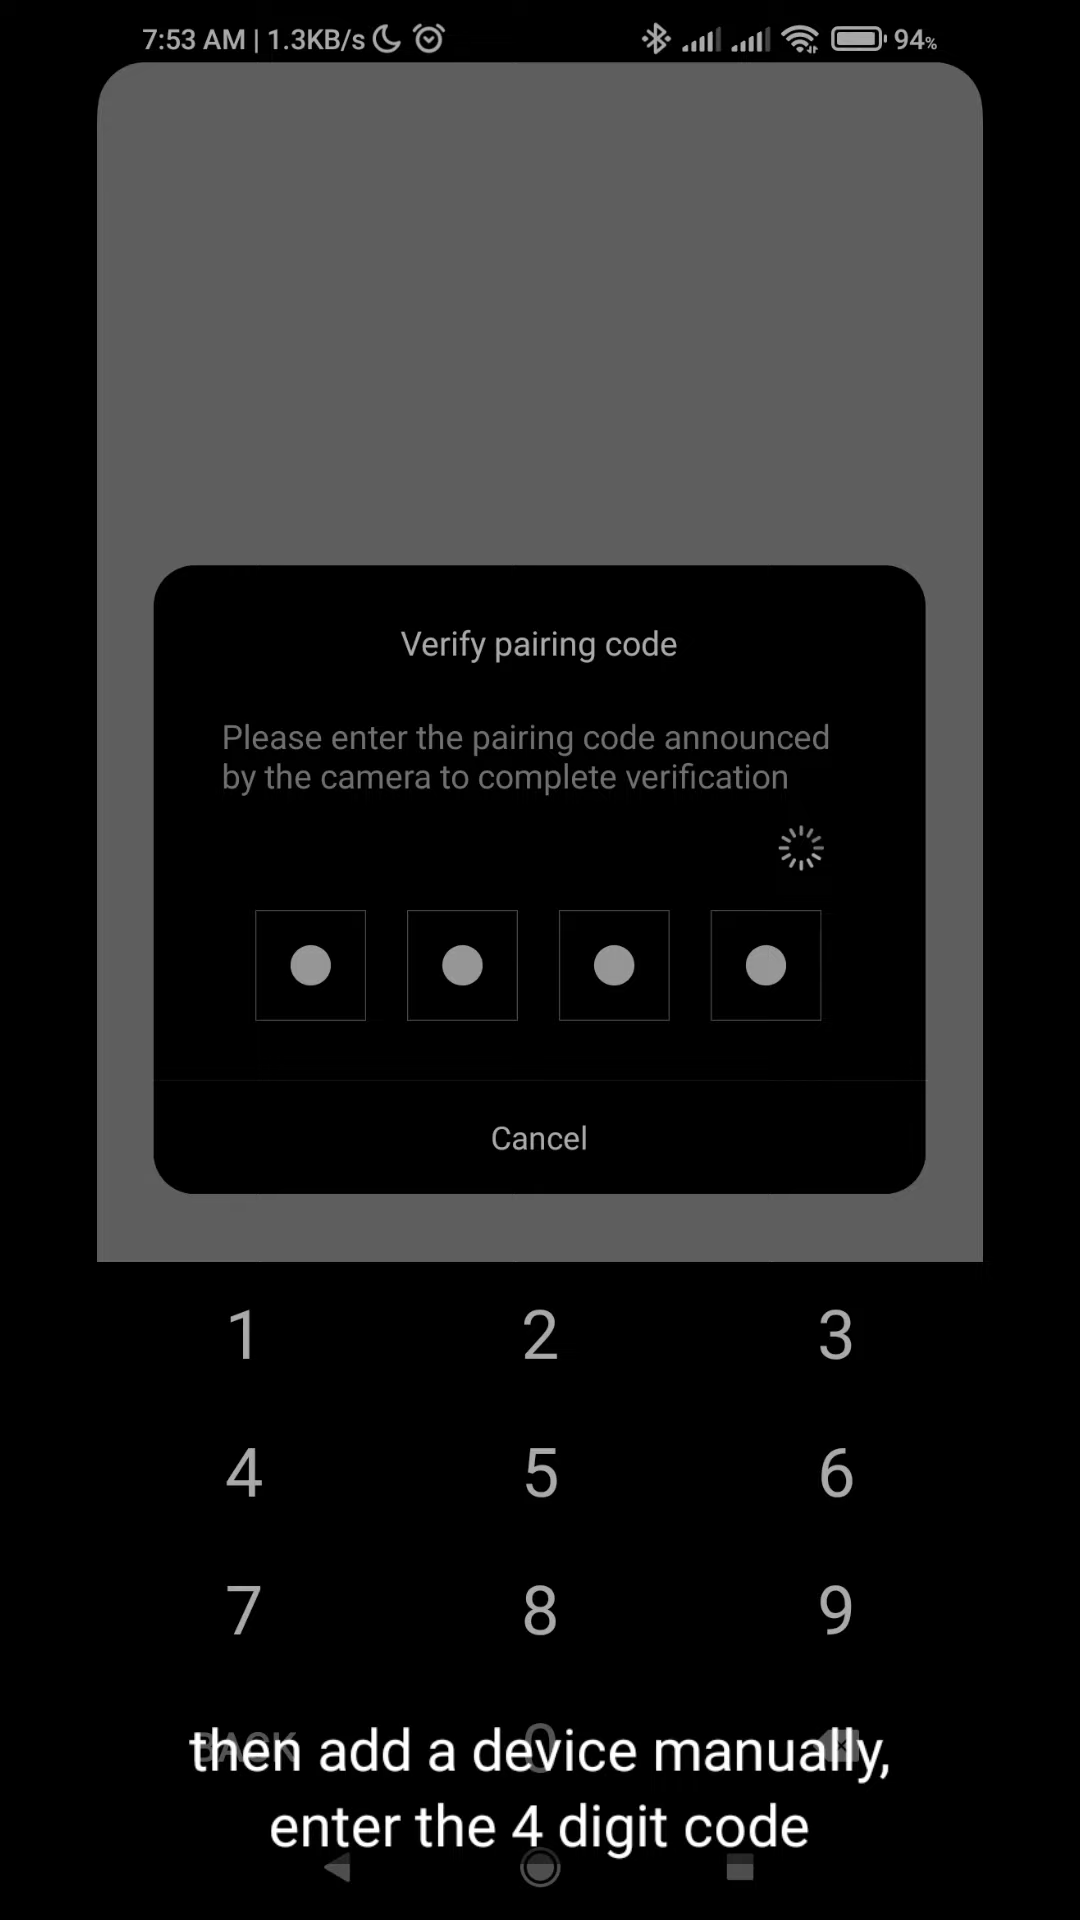 7:53 AM | 1.3KB/s 94%
Verify pairing code
Please enter the pairing code announced
by the camera to complete verification
Cancel
1 2 3
4 5 6
7 8 9
BACK 0
then add a device manually,
enter the 4 digit code